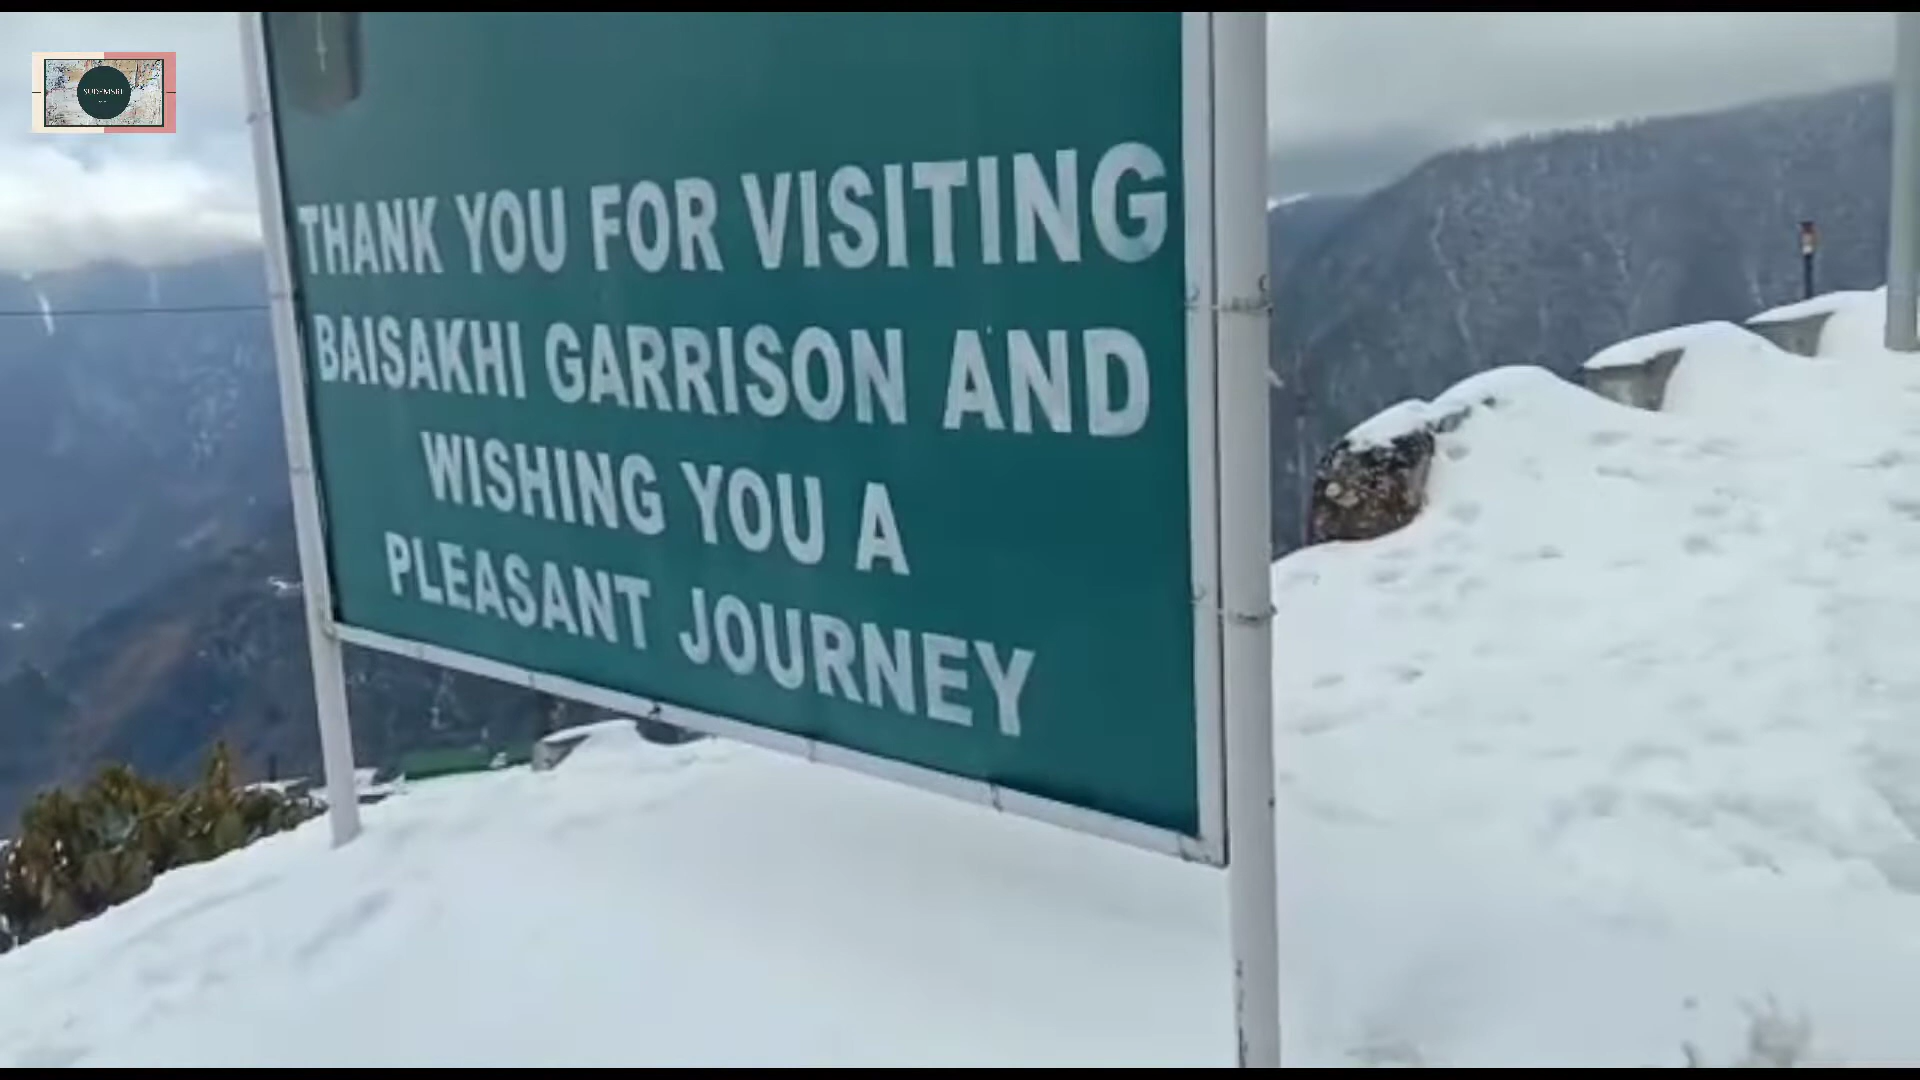 THANK YOU FOR VISITING
BAISAKHI GARRISON AND
WISHING YOU A
PLEASANT JOURNEY